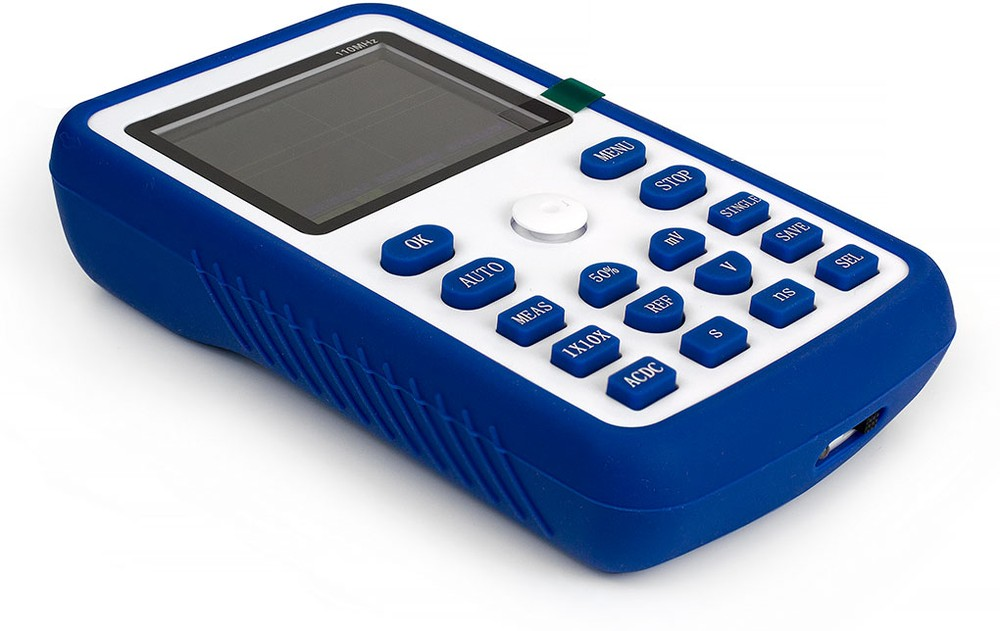 110MHz
MENU
STOP
SINGLE
SAVE
SEL
OK
AUTO
MEAS
1X10X
ACDC
50%
REF
mV
V
S
ns